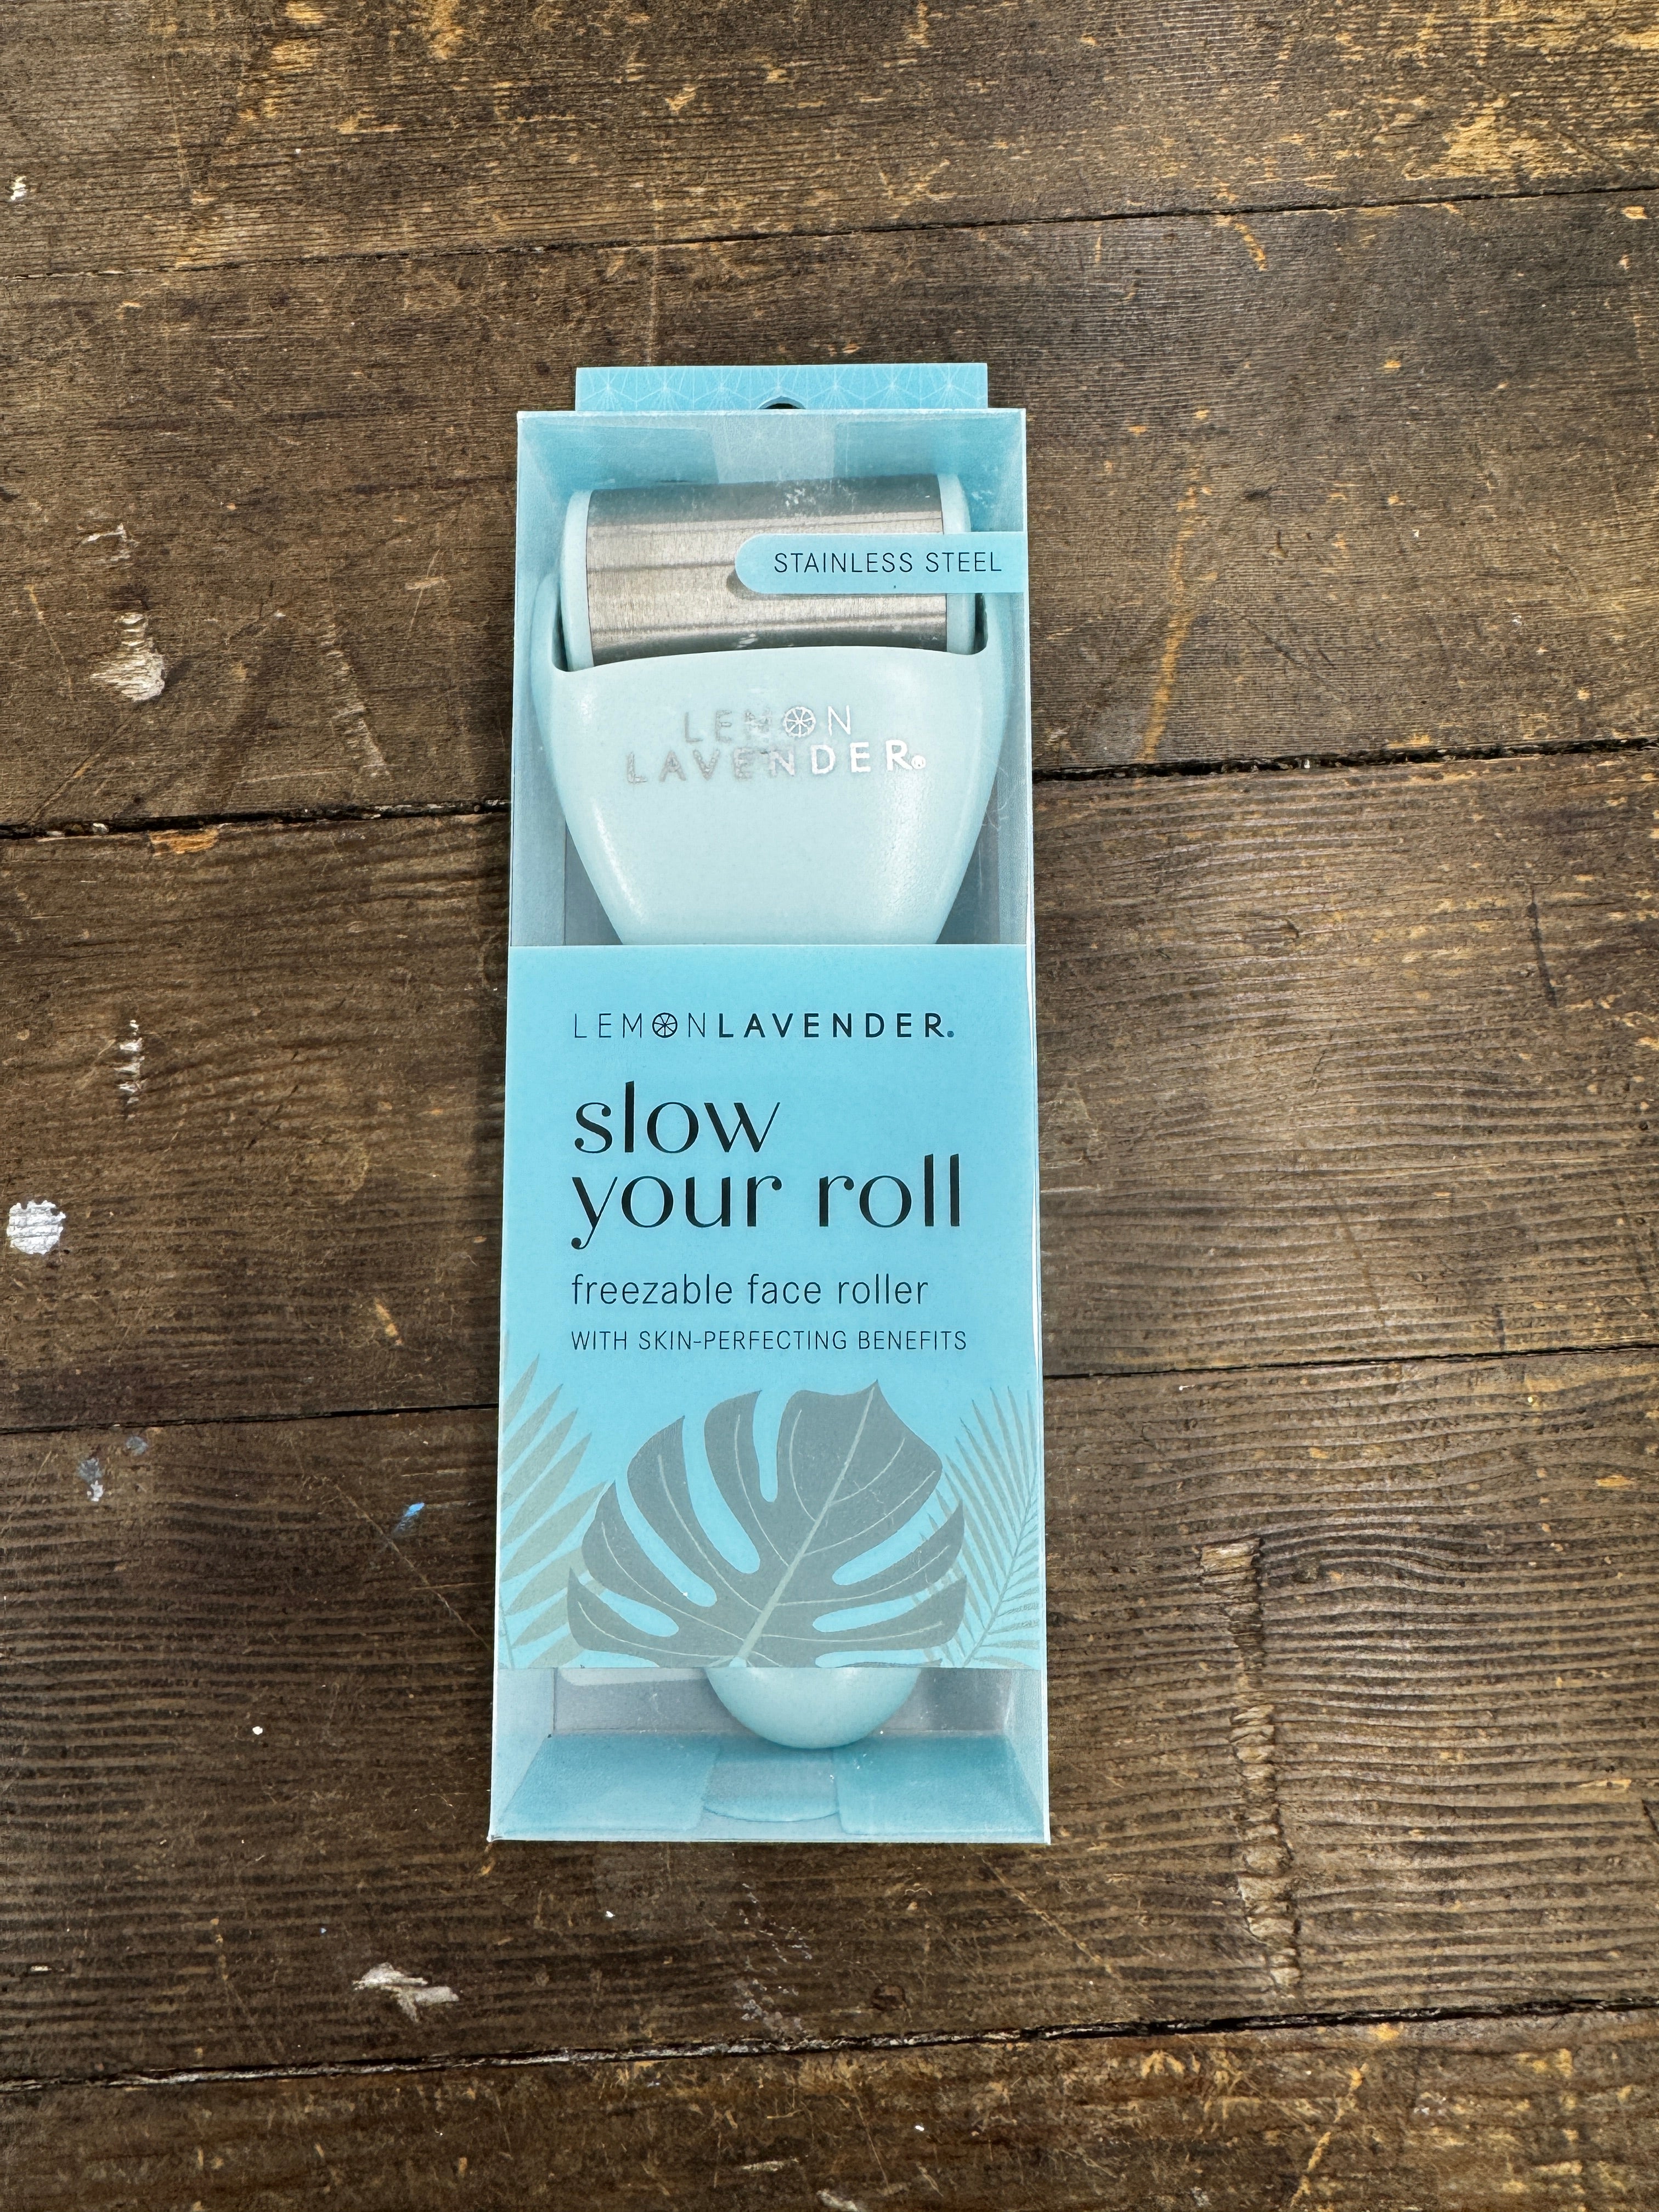 STAINLESS STEEL
LEMON
LAVENDER®
LEMONLAVENDER®
slow
your roll
freezable face roller
WITH SKIN-PERFECTING BENEFITS